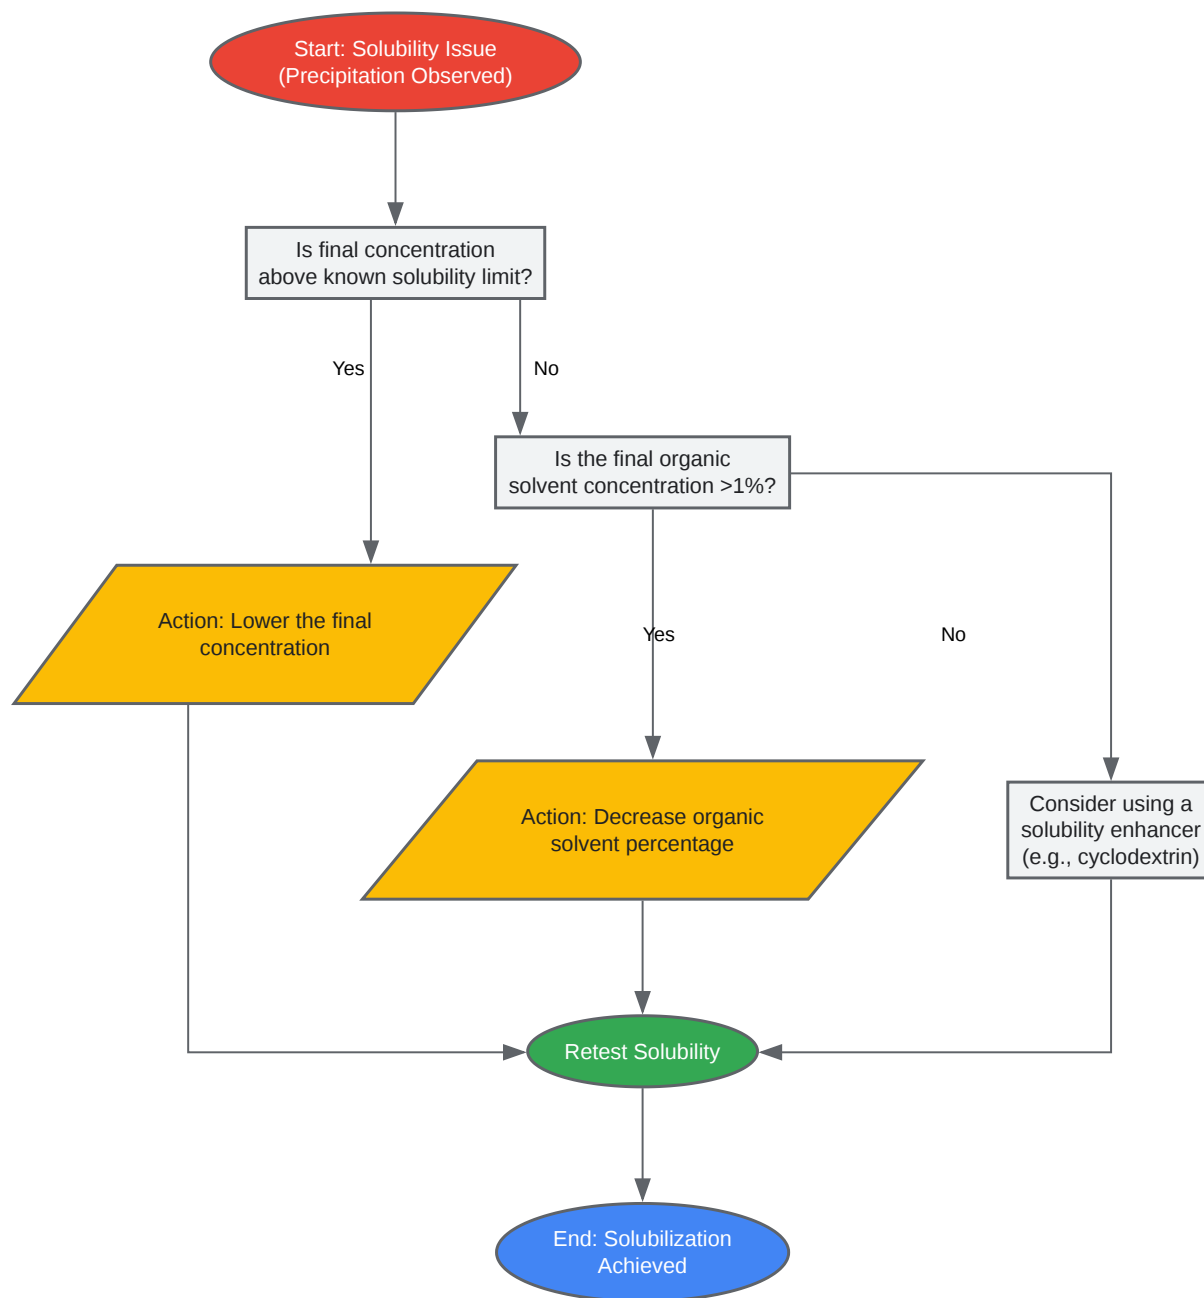 Start: Solubility Issue
(Precipitation Observed)
Is final concentration
above known solubility limit?
Yes
No
Is the final organic
solvent concentration >1%?
Action: Lower the final
concentration
Yes
No
Action: Decrease organic
solvent percentage
Consider using a
solubility enhancer
(e.g., cyclodextrin)
Retest Solubility
End: Solubilization
Achieved